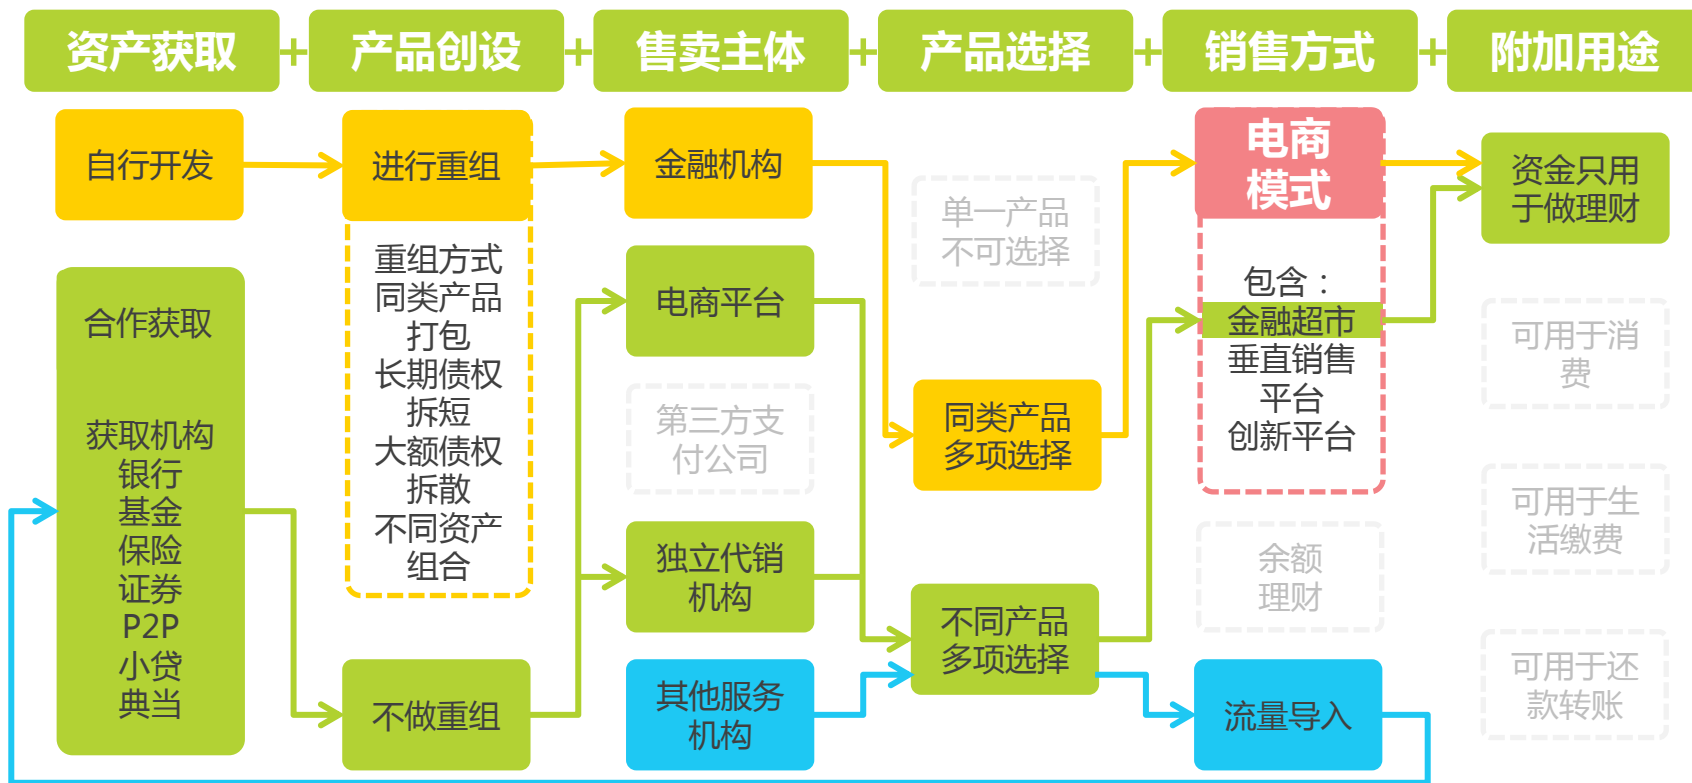 资产获取 + 产品创设 + 售卖主体 + 产品选择 + 销售方式 + 附加用途
自行开发
合作获取
获取机构
银行
基金
保险
证券
P2P
小贷
典当
进行重组
重组方式
同类产品
打包
长期债权
拆短
大额债权
拆散
不同资产
组合
不做重组
金融机构
电商平台
第三方支
付公司
独立代销
机构
其他服务
机构
单一产品
不可选择
同类产品
多项选择
不同产品
多项选择
电商
模式
包含：
金融超市
垂直销售
平台
创新平台
余额
理财
流量导入
资金只用
于做理财
可用于消
费
可用于生
活缴费
可用于还
款转账